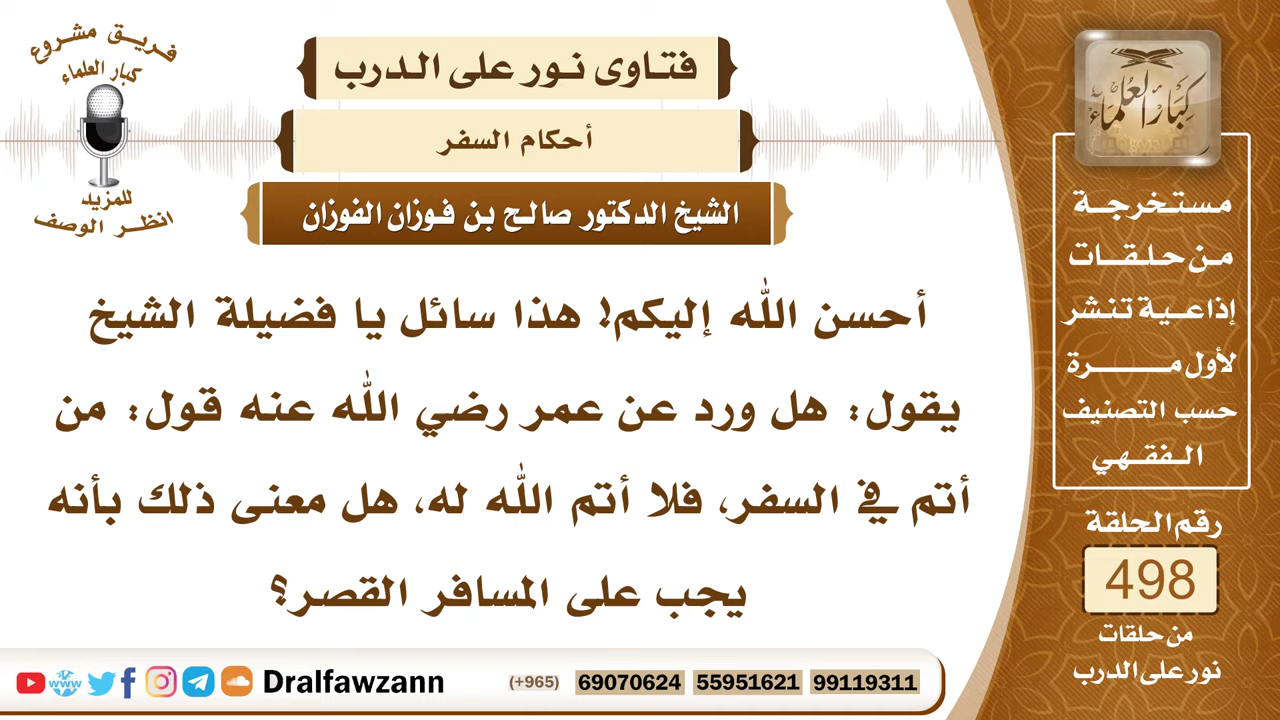 فريق مشروع
كبار العلماء
للمزيد
انظر الوصف
فتاوى نور على الدرب
أحكام السفر
الشيخ الدكتور صالح بن فوزان الفوزان
أحسن الله إليكم! هذا سائل يا فضيلة الشيخ
يقول: هل ورد عن عمر رضي الله عنه قول: من
أتم في السفر، فلا أتم الله له، هل معنى ذلك بأنه
يجب على المسافر القصر؟
كبار العلماء
مستخرجة
من حلقات
إذاعية تنشر
لأول مرة
حسب التصنيف
الفقهي
رقم الحلقة
498
من حلقات
نور على الدرب
www Dralfawzann (+965) 69070624 55951621 99119311